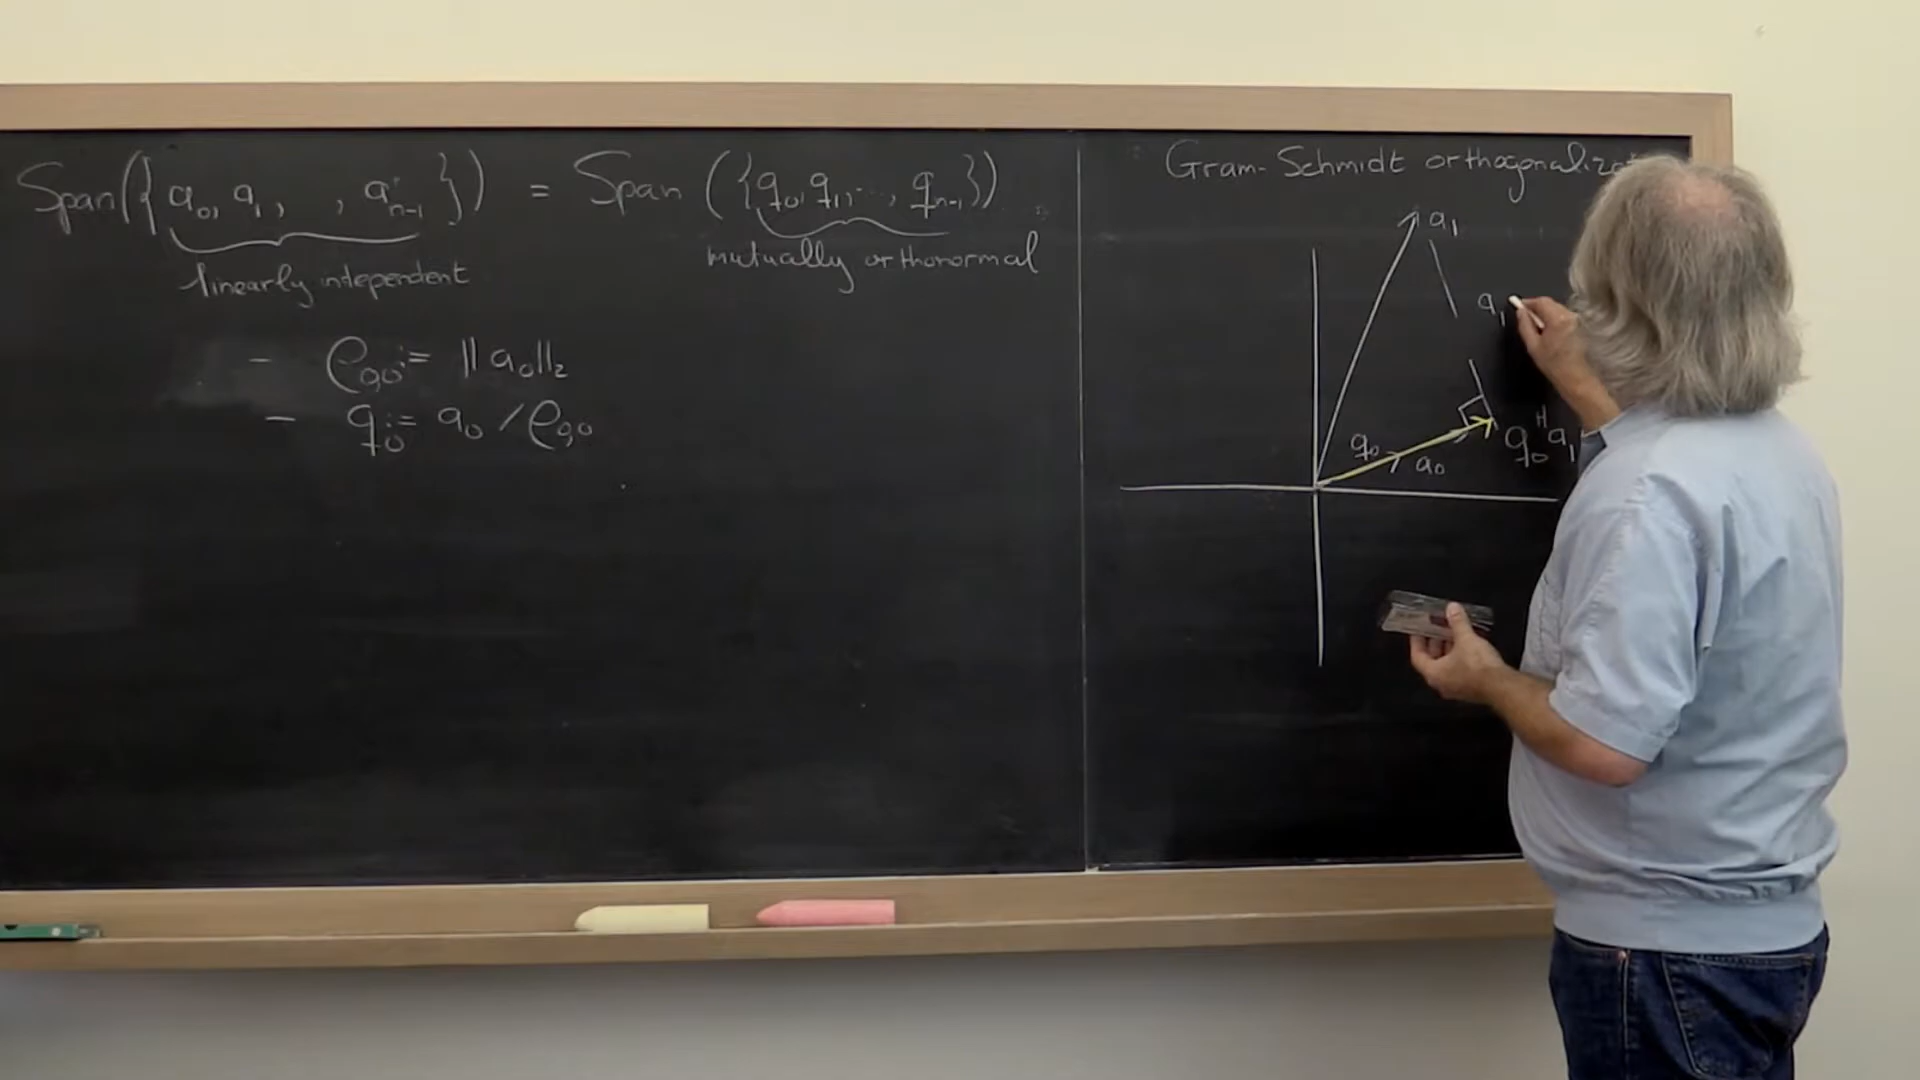 Span({a₀, a₁, , aₙ₋₁}) = Span({q₀, q₁, ..., qₙ₋₁})
linearly independent
mutually orthonormal
- ρ₀,₀ := ‖a₀‖₂
- q₀ := a₀ / ρ₀,₀
Gram-Schmidt
a₁
a₁
q₀
a₀
q₀ᴴa₁